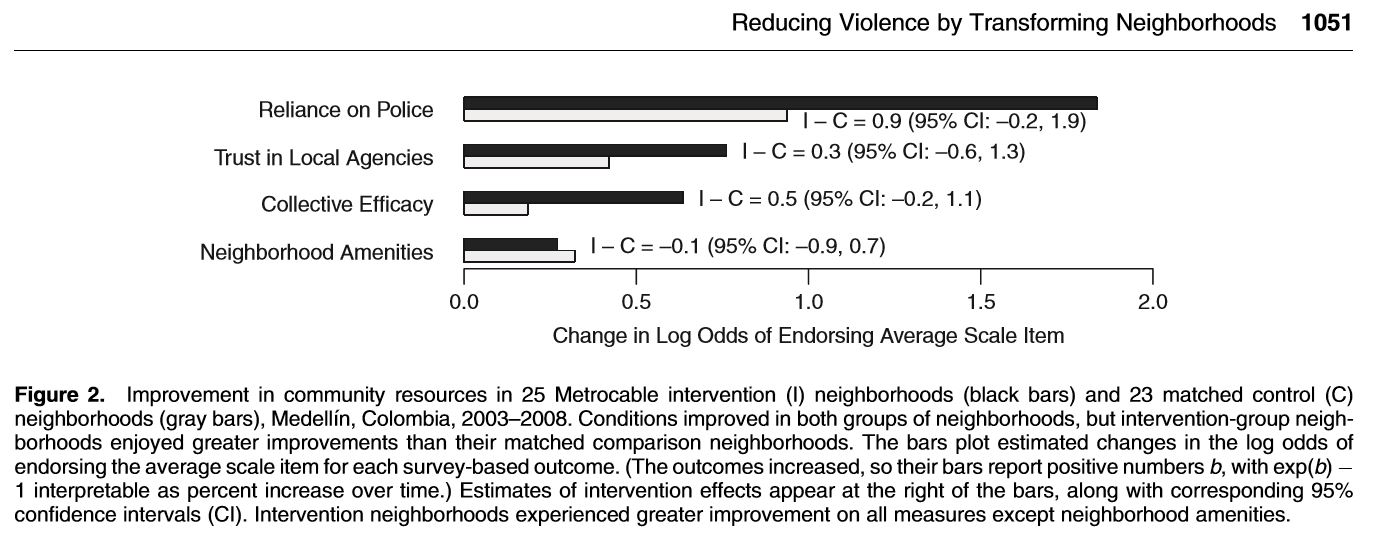 Reducing Violence by Transforming Neighborhoods 1051
Reliance on Police
I – C = 0.9 (95% CI: –0.2, 1.9)
Trust in Local Agencies
I – C = 0.3 (95% CI: –0.6, 1.3)
Collective Efficacy
I – C = 0.5 (95% CI: –0.2, 1.1)
Neighborhood Amenities
I – C = –0.1 (95% CI: –0.9, 0.7)
0.0 0.5 1.0 1.5 2.0
Change in Log Odds of Endorsing Average Scale Item
Figure 2. Improvement in community resources in 25 Metrocable intervention (I) neighborhoods (black bars) and 23 matched control (C)
neighborhoods (gray bars), Medellín, Colombia, 2003–2008. Conditions improved in both groups of neighborhoods, but intervention-group neigh-
borhoods enjoyed greater improvements than their matched comparison neighborhoods. The bars plot estimated changes in the log odds of
endorsing the average scale item for each survey-based outcome. (The outcomes increased, so their bars report positive numbers b, with exp(b) –
1 interpretable as percent increase over time.) Estimates of intervention effects appear at the right of the bars, along with corresponding 95%
confidence intervals (CI). Intervention neighborhoods experienced greater improvement on all measures except neighborhood amenities.